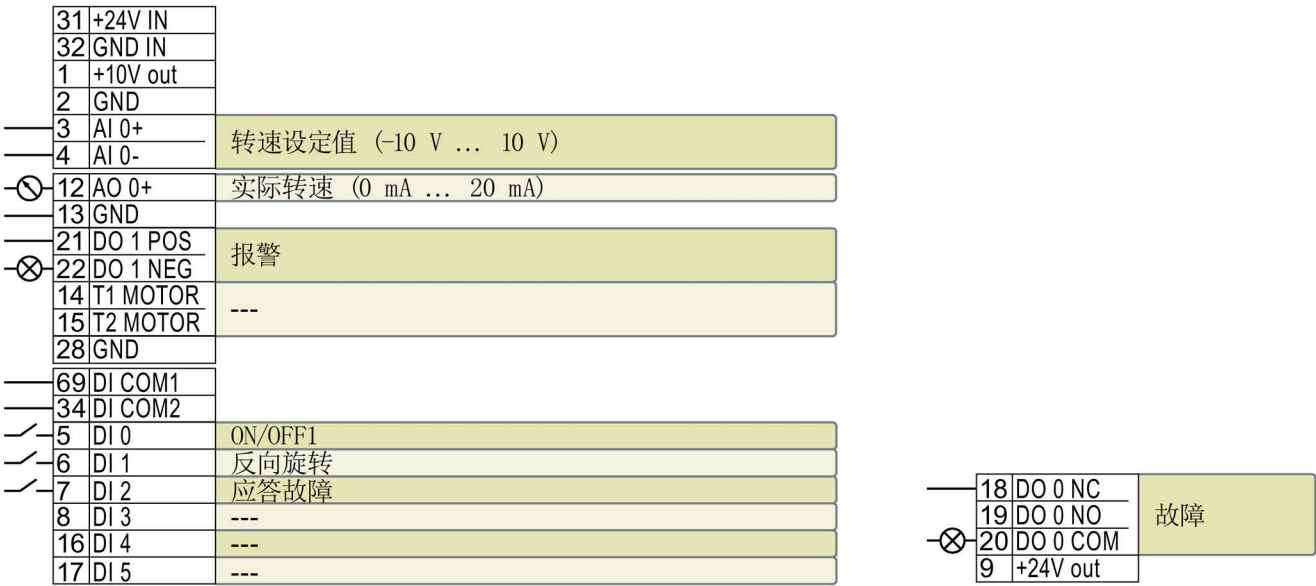 31 +24V IN
32 GND IN
1 +10V out
2 GND
3 AI 0+
4 AI 0-
转速设定值 (-10 V ... 10 V)
12 AO 0+ 实际转速 (0 mA ... 20 mA)
13 GND
21 DO 1 POS
22 DO 1 NEG
报警
14 T1 MOTOR
15 T2 MOTOR
---
28 GND
69 DI COM1
34 DI COM2
5 DI 0 ON/OFF1
6 DI 1 反向旋转
7 DI 2 应答故障
8 DI 3 ---
16 DI 4 ---
17 DI 5 ---
18 DO 0 NC
19 DO 0 NO
20 DO 0 COM
故障
9 +24V out